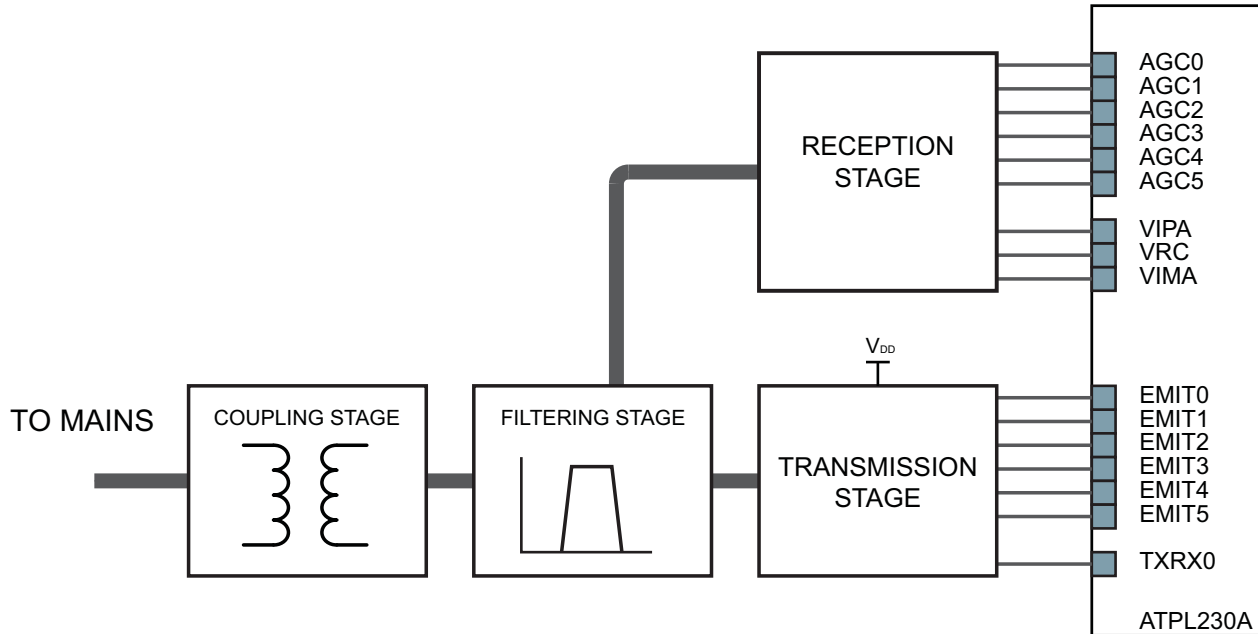 RECEPTION
STAGE
AGC0
AGC1
AGC2
AGC3
AGC4
AGC5
VIPA
VRC
VIMA
TO MAINS
COUPLING STAGE
FILTERING STAGE
VDD
TRANSMISSION
STAGE
EMIT0
EMIT1
EMIT2
EMIT3
EMIT4
EMIT5
TXRX0
ATPL230A